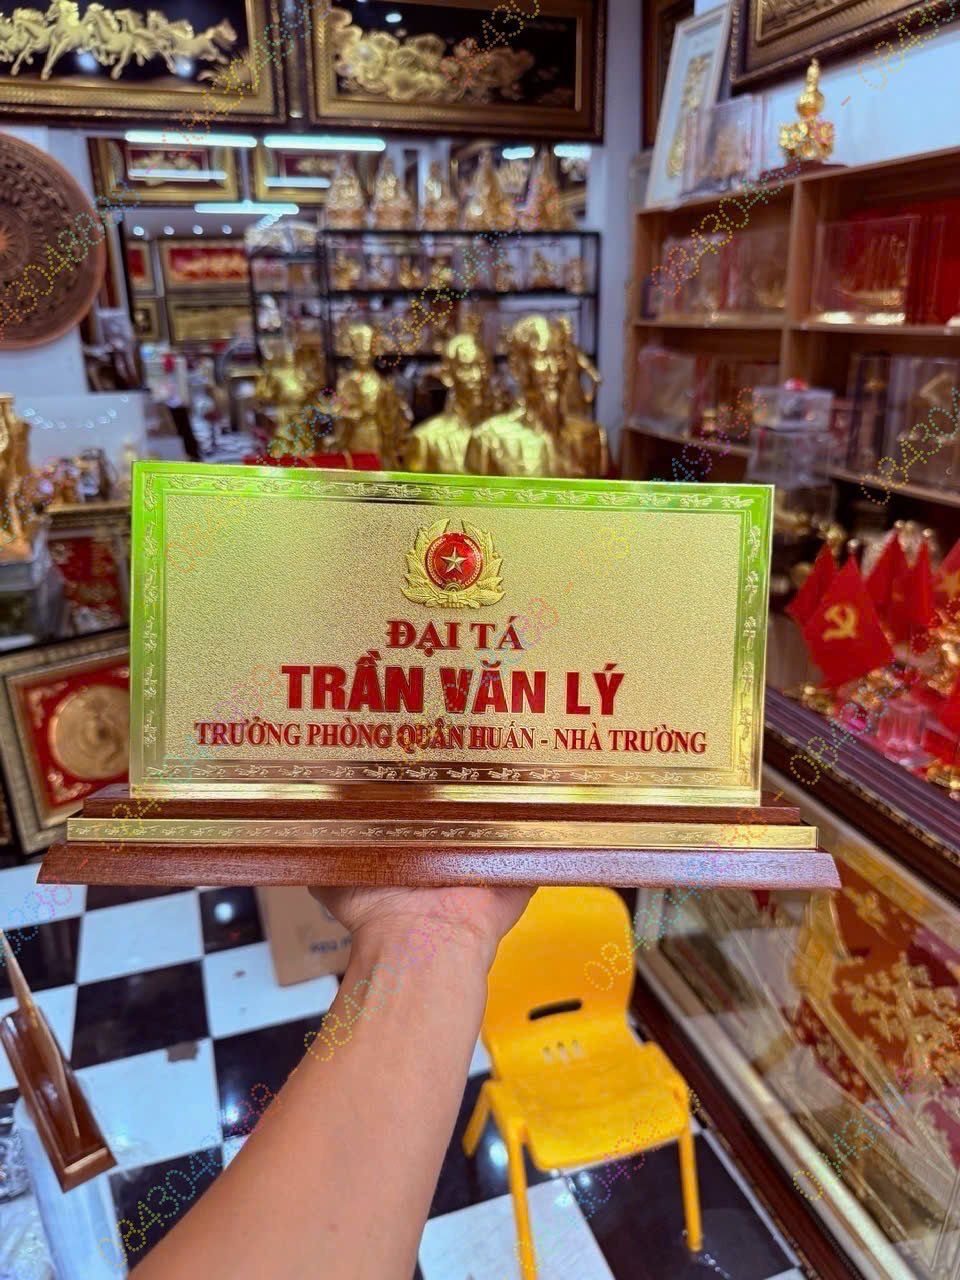 ĐẠI TÁ
TRẦN VĂN LÝ
TRƯỞNG PHÒNG QUÂN HUẤN - NHÀ TRƯỜNG